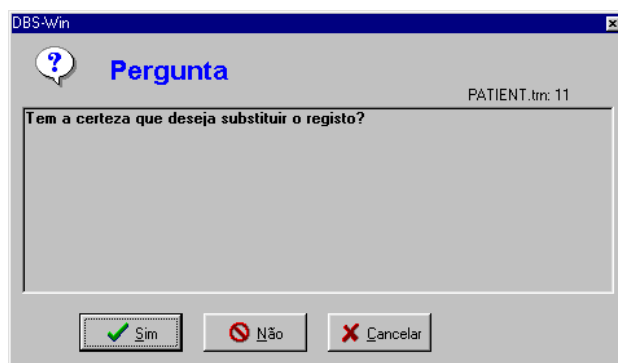 DBS-Win
Pergunta
PATIENT.trn: 11
Tem a certeza que deseja substituir o registo?
Sim Não Cancelar